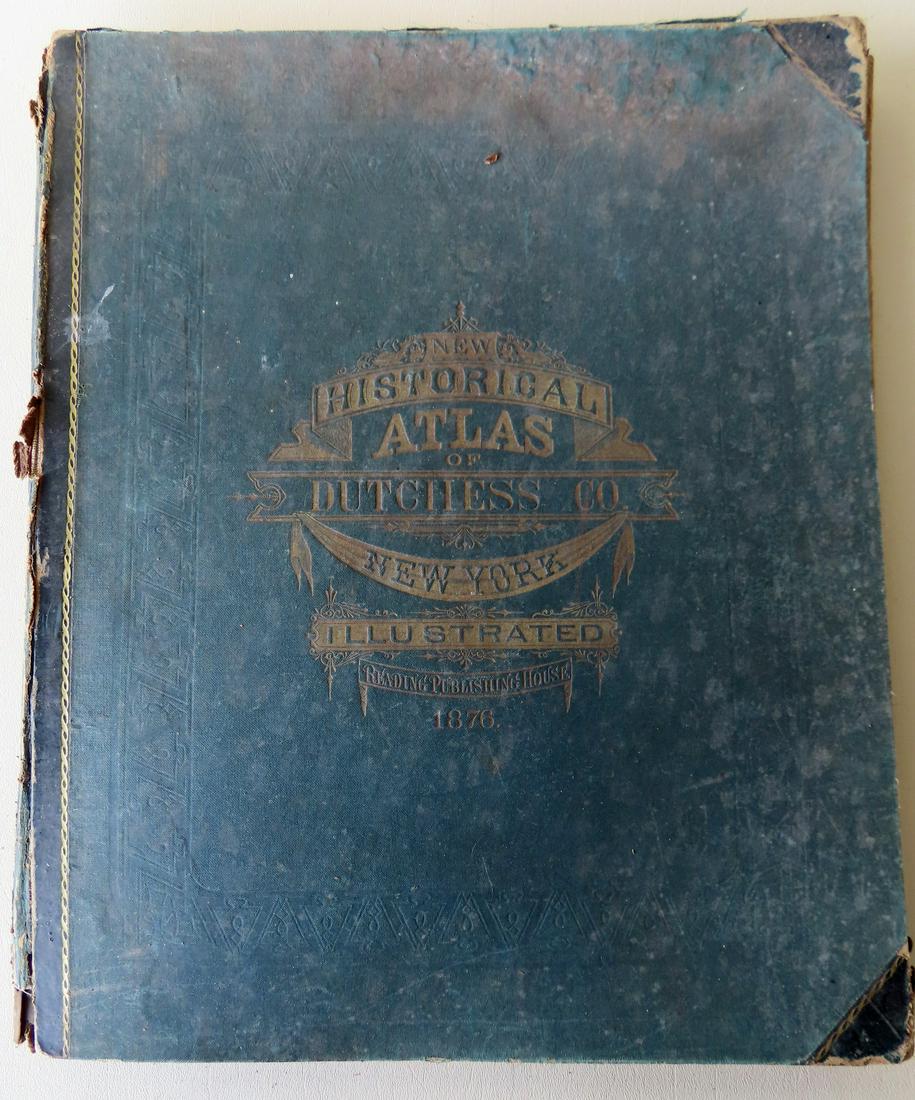 NEW
HISTORICAL
ATLAS
OF
DUTCHESS CO
NEW YORK
ILLUSTRATED
READING PUBLISHING HOUSE
1876.